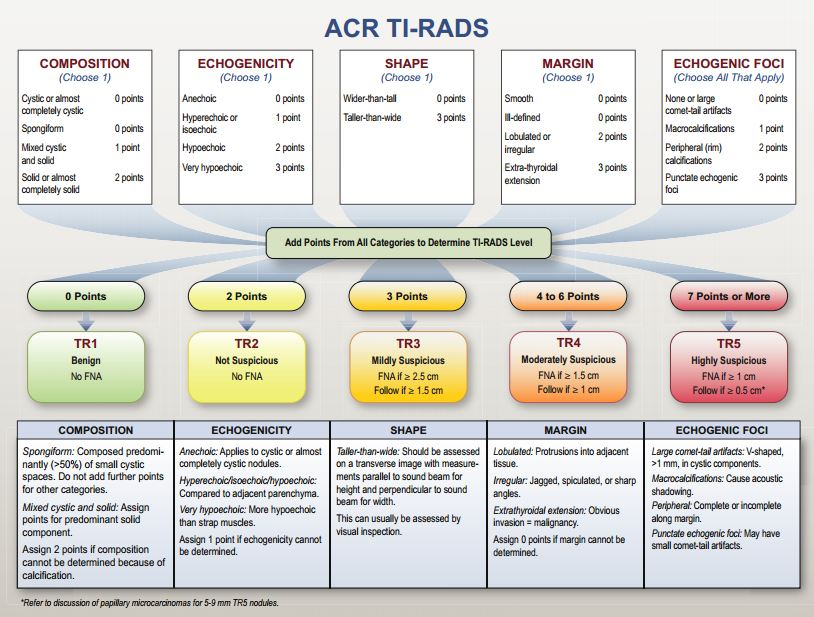 ACR TI-RADS
COMPOSITION
(Choose 1)
Cystic or almost 0 points
completely cystic
Spongiform 0 points
Mixed cystic 1 point
and solid
Solid or almost 2 points
completely solid
ECHOGENICITY
(Choose 1)
Anechoic 0 points
Hyperechoic or 1 point
isoechoic
Hypoechoic 2 points
Very hypoechoic 3 points
SHAPE
(Choose 1)
Wider-than-tall 0 points
Taller-than-wide 3 points
MARGIN
(Choose 1)
Smooth 0 points
Ill-defined 0 points
Lobulated or 2 points
irregular
Extra-thyroidal 3 points
extension
ECHOGENIC FOCI
(Choose All That Apply)
None or large 0 points
comet-tail artifacts
Macrocalcifications 1 point
Peripheral (rim) 2 points
calcifications
Punctate echogenic 3 points
foci
Add Points From All Categories to Determine TI-RADS Level
0 Points
2 Points
3 Points
4 to 6 Points
7 Points or More
TR1
Benign
No FNA
TR2
Not Suspicious
No FNA
TR3
Mildly Suspicious
FNA if ≥ 2.5 cm
Follow if ≥ 1.5 cm
TR4
Moderately Suspicious
FNA if ≥ 1.5 cm
Follow if ≥ 1 cm
TR5
Highly Suspicious
FNA if ≥ 1 cm
Follow if ≥ 0.5 cm*
COMPOSITION
Spongiform: Composed predomi-
nantly (>50%) of small cystic
spaces. Do not add further points
for other categories.
Mixed cystic and solid: Assign
points for predominant solid
component.
Assign 2 points if composition
cannot be determined because of
calcification.
ECHOGENICITY
Anechoic: Applies to cystic or almost
completely cystic nodules.
Hyperechoic/isoechoic/hypoechoic:
Compared to adjacent parenchyma.
Very hypoechoic: More hypoechoic
than strap muscles.
Assign 1 point if echogenicity cannot
be determined.
SHAPE
Taller-than-wide: Should be assessed
on a transverse image with measure-
ments parallel to sound beam for
height and perpendicular to sound
beam for width.
This can usually be assessed by
visual inspection.
MARGIN
Lobulated: Protrusions into adjacent
tissue.
Irregular: Jagged, spiculated, or sharp
angles.
Extrathyroidal extension: Obvious
invasion = malignancy.
Assign 0 points if margin cannot be
determined.
ECHOGENIC FOCI
Large comet-tail artifacts: V-shaped,
>1 mm, in cystic components.
Macrocalcifications: Cause acoustic
shadowing.
Peripheral: Complete or incomplete
along margin.
Punctate echogenic foci: May have
small comet-tail artifacts.
*Refer to discussion of papillary microcarcinomas for 5-9 mm TR5 nodules.